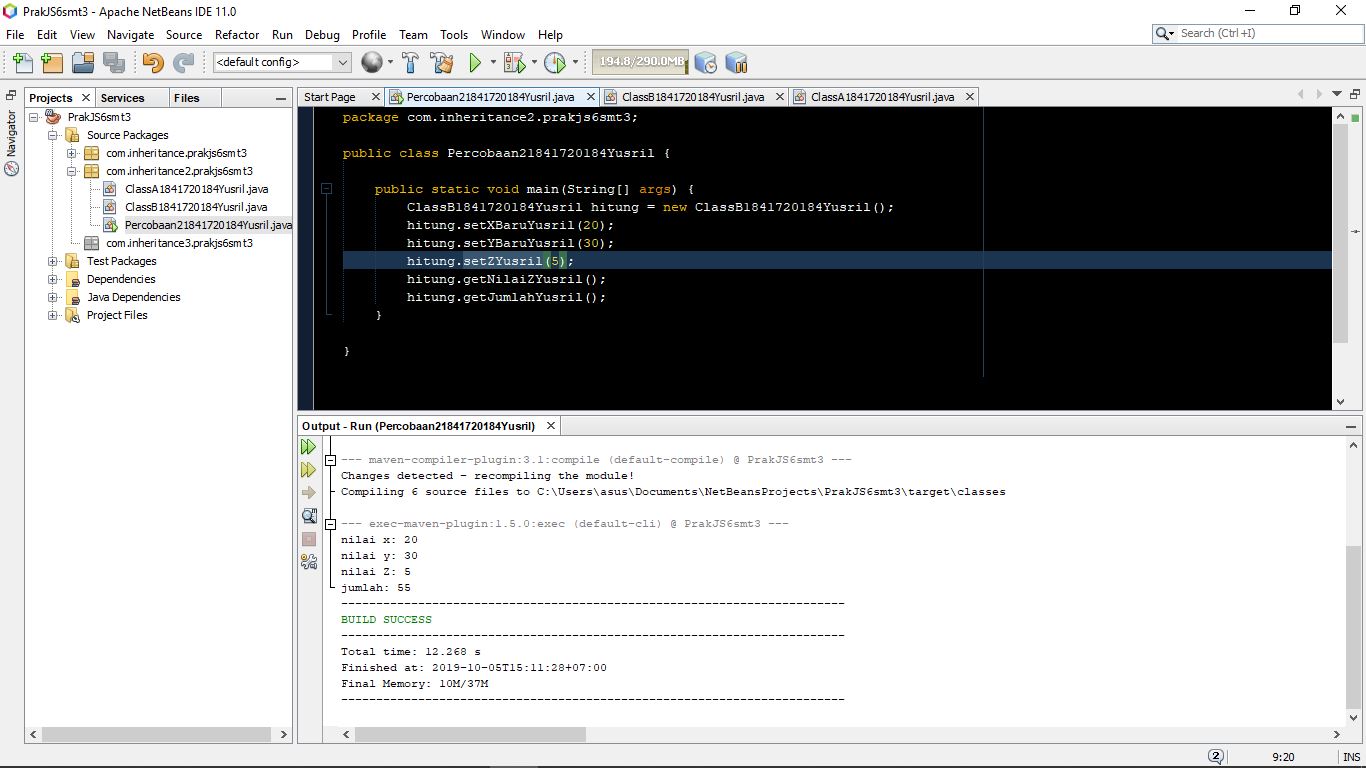 PrakJS6smt3 - Apache NetBeans IDE 11.0
File Edit View Navigate Source Refactor Run Debug Profile Team Tools Window Help
Search (Ctrl+I)
<default config>
194.8/290.0MB
Projects Services Files
Navigator
PrakJS6smt3
Source Packages
com.inheritance.prakjs6smt3
com.inheritance2.prakjs6smt3
ClassA1841720184Yusril.java
ClassB1841720184Yusril.java
Percobaan21841720184Yusril.java
com.inheritance3.prakjs6smt3
Test Packages
Dependencies
Java Dependencies
Project Files
Start Page Percobaan21841720184Yusril.java ClassB1841720184Yusril.java ClassA1841720184Yusril.java
package com.inheritance2.prakjs6smt3;
public class Percobaan21841720184Yusril {
public static void main(String[] args) {
ClassB1841720184Yusril hitung = new ClassB1841720184Yusril();
hitung.setXBaruYusril(20);
hitung.setYBaruYusril(30);
hitung.setZYusril(5);
hitung.getNilaiZYusril();
hitung.getJumlahYusril();
}
}
Output - Run (Percobaan21841720184Yusril)
--- maven-compiler-plugin:3.1:compile (default-compile) @ PrakJS6smt3 ---
Changes detected - recompiling the module!
Compiling 6 source files to C:\Users\asus\Documents\NetBeansProjects\PrakJS6smt3\target\classes
--- exec-maven-plugin:1.5.0:exec (default-cli) @ PrakJS6smt3 ---
nilai x: 20
nilai y: 30
nilai Z: 5
jumlah: 55
------------------------------------------------------------------------
BUILD SUCCESS
------------------------------------------------------------------------
Total time: 12.268 s
Finished at: 2019-10-05T15:11:28+07:00
Final Memory: 10M/37M
------------------------------------------------------------------------
2 9:20 INS